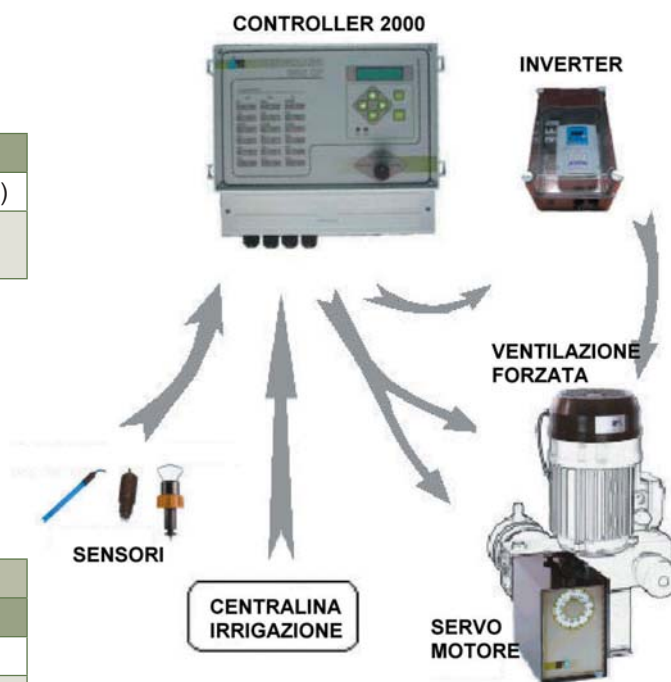 CONTROLLER 2000
INVERTER
)
VENTILAZIONE
FORZATA
SENSORI
CENTRALINA
IRRIGAZIONE
SERVO
MOTORE